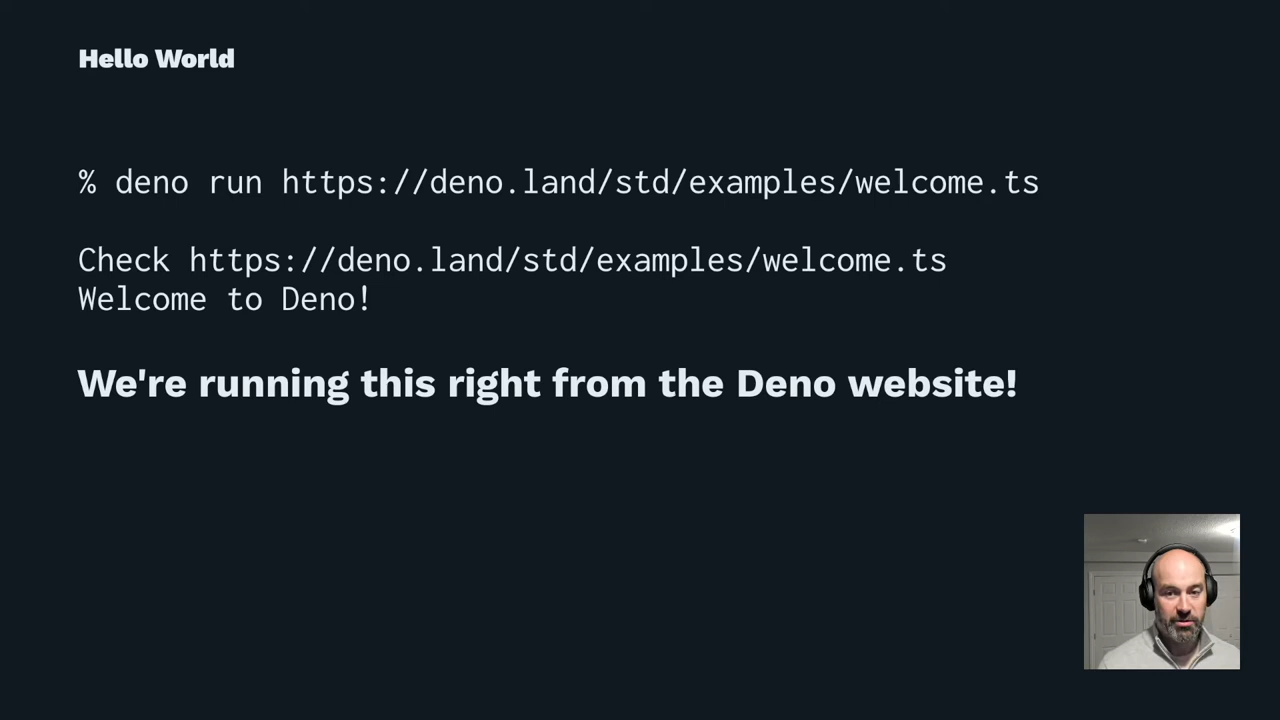 Hello World
% deno run https://deno.land/std/examples/welcome.ts
Check https://deno.land/std/examples/welcome.ts
Welcome to Deno!
We're running this right from the Deno website!